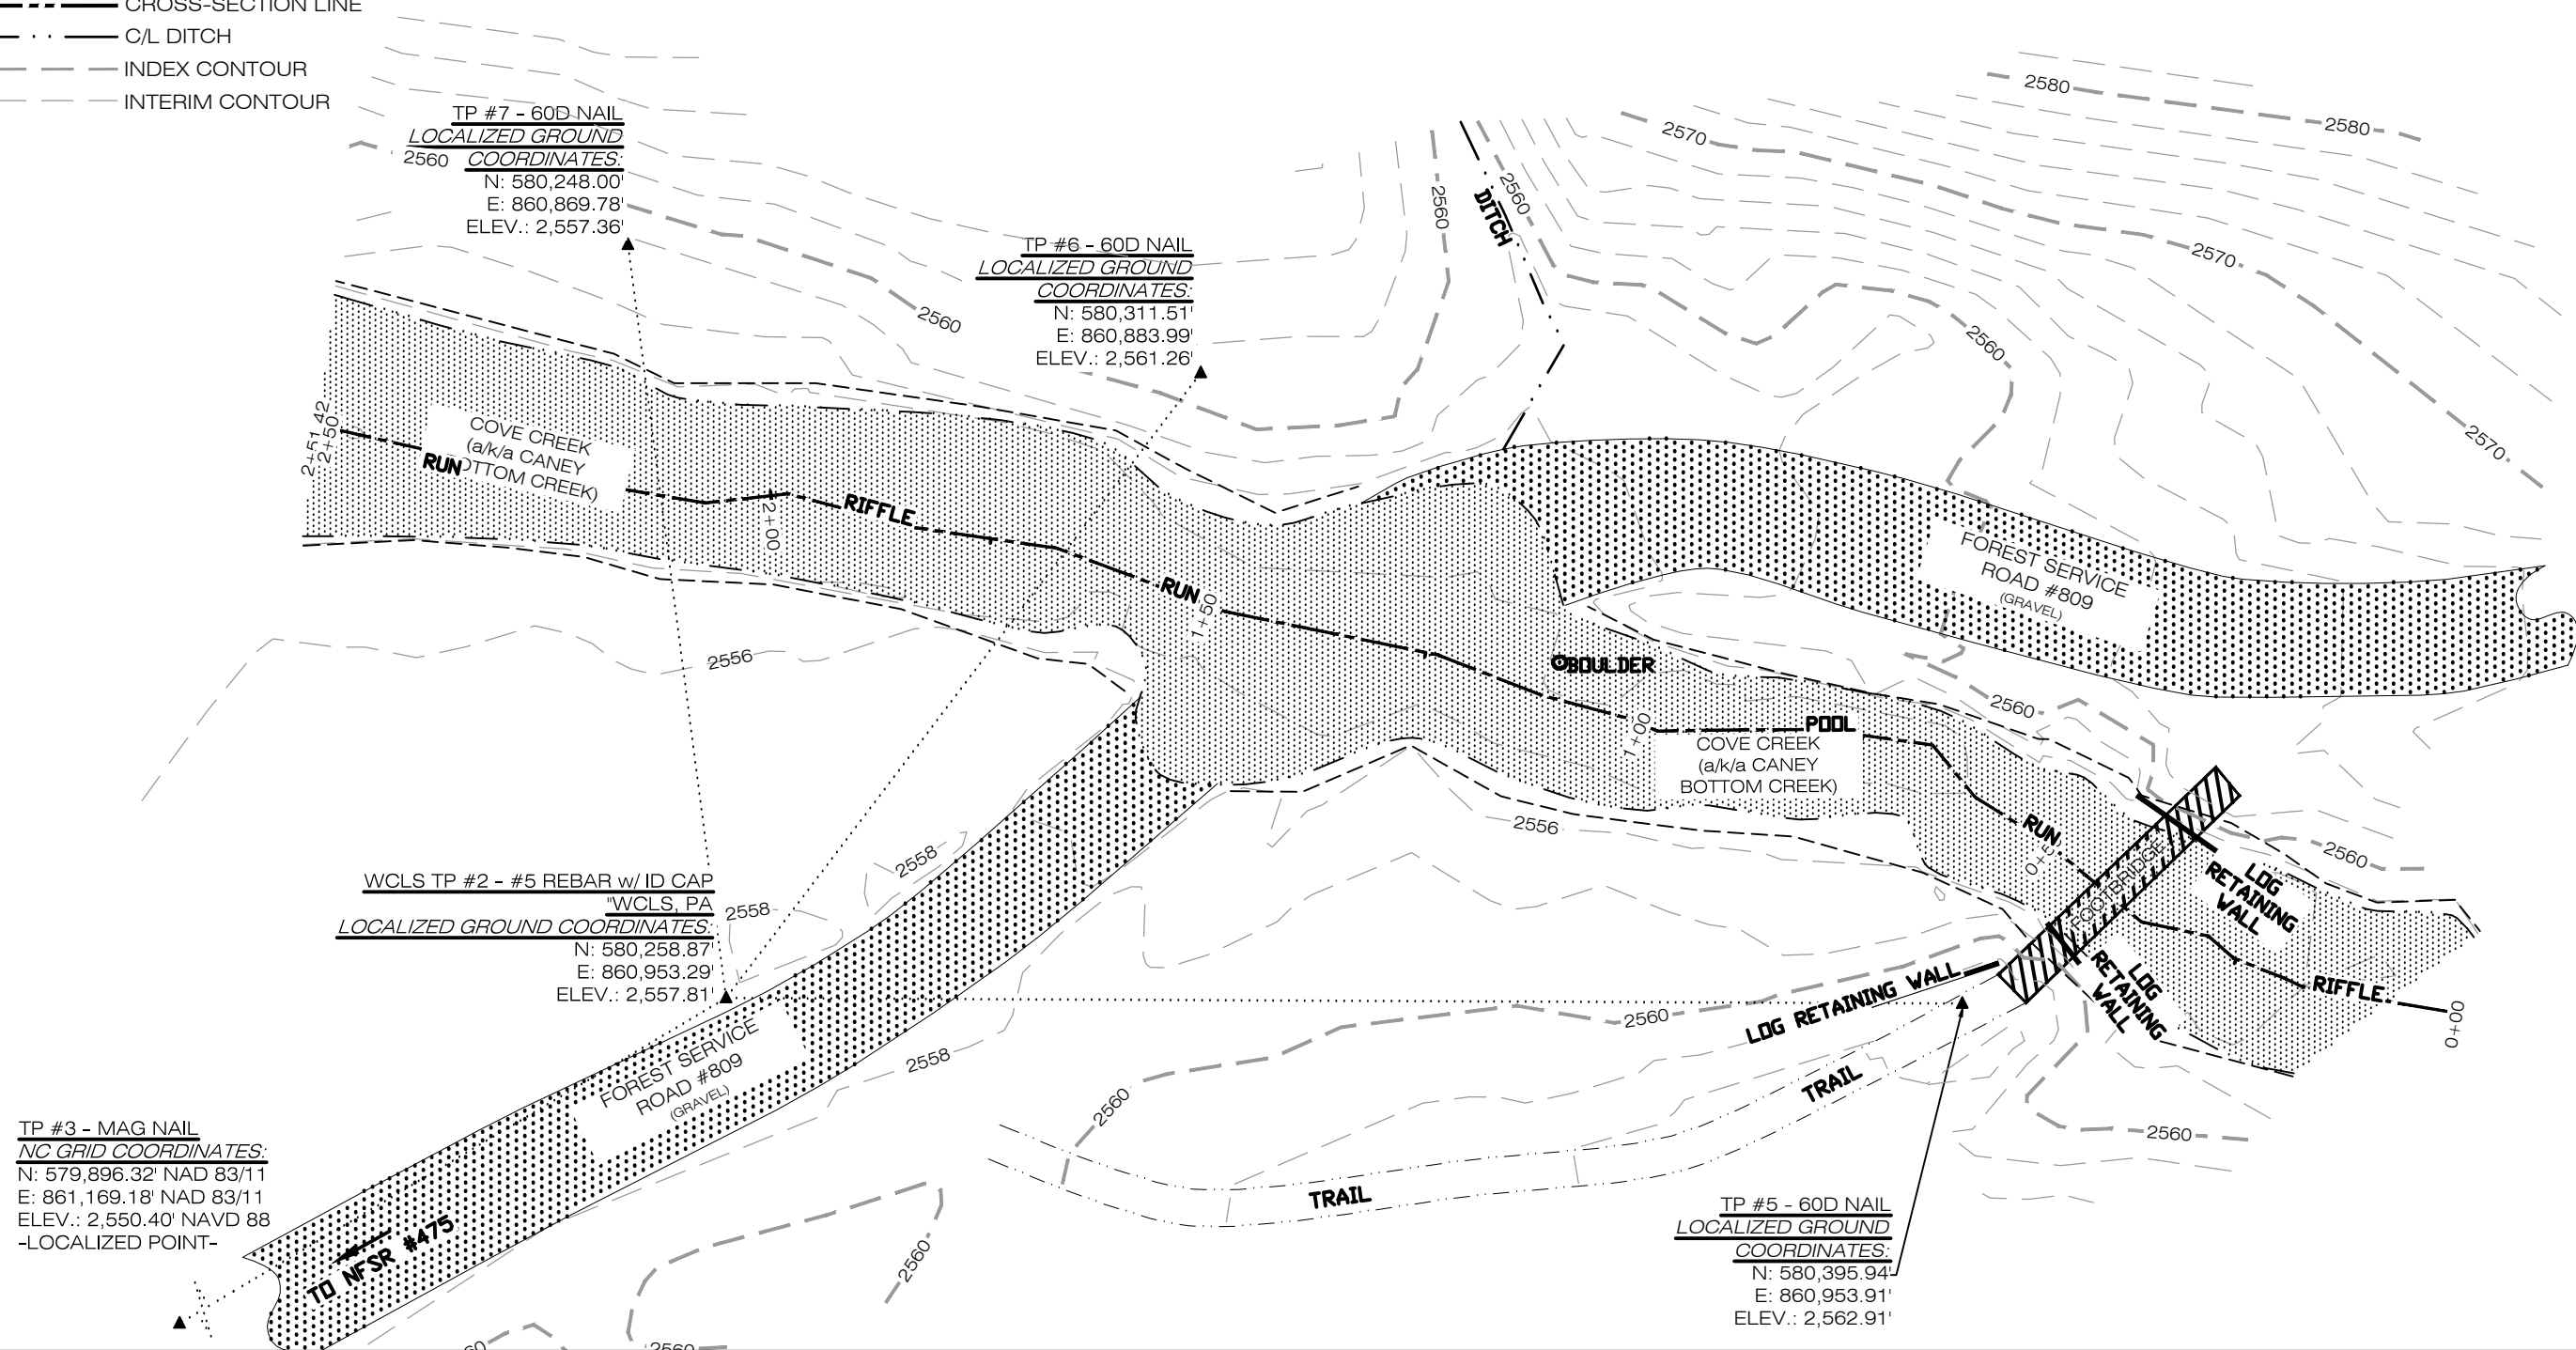 CROSS-SECTION LINE
C/L DITCH
INDEX CONTOUR
INTERIM CONTOUR
TP #7 - 60D NAIL
LOCALIZED GROUND
COORDINATES:
N: 580,248.00'
E: 860,869.78'
ELEV.: 2,557.36'
2560
TP #6 - 60D NAIL
LOCALIZED GROUND
COORDINATES:
N: 580,311.51'
E: 860,883.99'
ELEV.: 2,561.26'
2560
2560
2560
DITCH
2570
2580
2580
2570
2570
2560
2+51.42
2+50
COVE CREEK
(a/k/a CANEY
BOTTOM CREEK)
RUN
2+00
RIFFLE
RUN
1+50
BOULDER
FOREST SERVICE
ROAD #809
(GRAVEL)
2556
1+00
POOL
COVE CREEK
(a/k/a CANEY
BOTTOM CREEK)
2560
2556
RUN
FOOTBRIDGE
2560
LOG
RETAINING
WALL
LOG
RETAINING
WALL
RIFFLE
0+00
2558
2558
WCLS TP #2 - #5 REBAR w/ ID CAP
"WCLS, PA
LOCALIZED GROUND COORDINATES:
N: 580,258.87'
E: 860,953.29'
ELEV.: 2,557.81'
LOG RETAINING WALL
2560
2558
FOREST SERVICE
ROAD #809
(GRAVEL)
2560
TRAIL
2560
TRAIL
TP #3 - MAG NAIL
NC GRID COORDINATES:
N: 579,896.32' NAD 83/11
E: 861,169.18' NAD 83/11
ELEV.: 2,550.40' NAVD 88
-LOCALIZED POINT-
TO NFSR #475
2560
TP #5 - 60D NAIL
LOCALIZED GROUND
COORDINATES:
N: 580,395.94'
E: 860,953.91'
ELEV.: 2,562.91'
2560